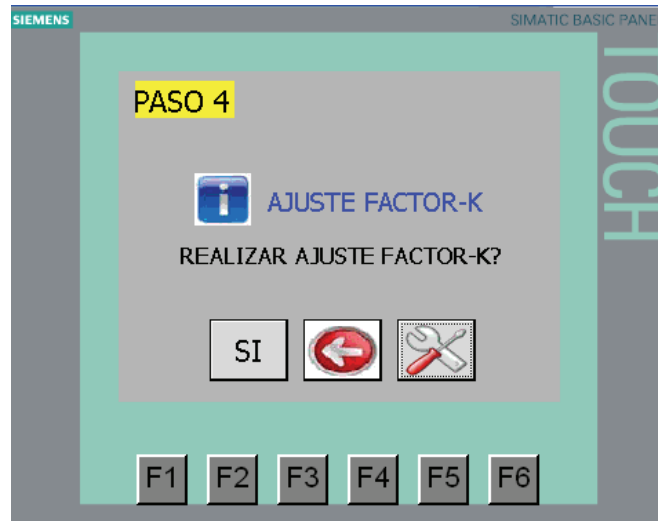 SIEMENS
SIMATIC BASIC PANE
TOUCH
PASO 4
AJUSTE FACTOR-K
REALIZAR AJUSTE FACTOR-K?
SI
F1 F2 F3 F4 F5 F6